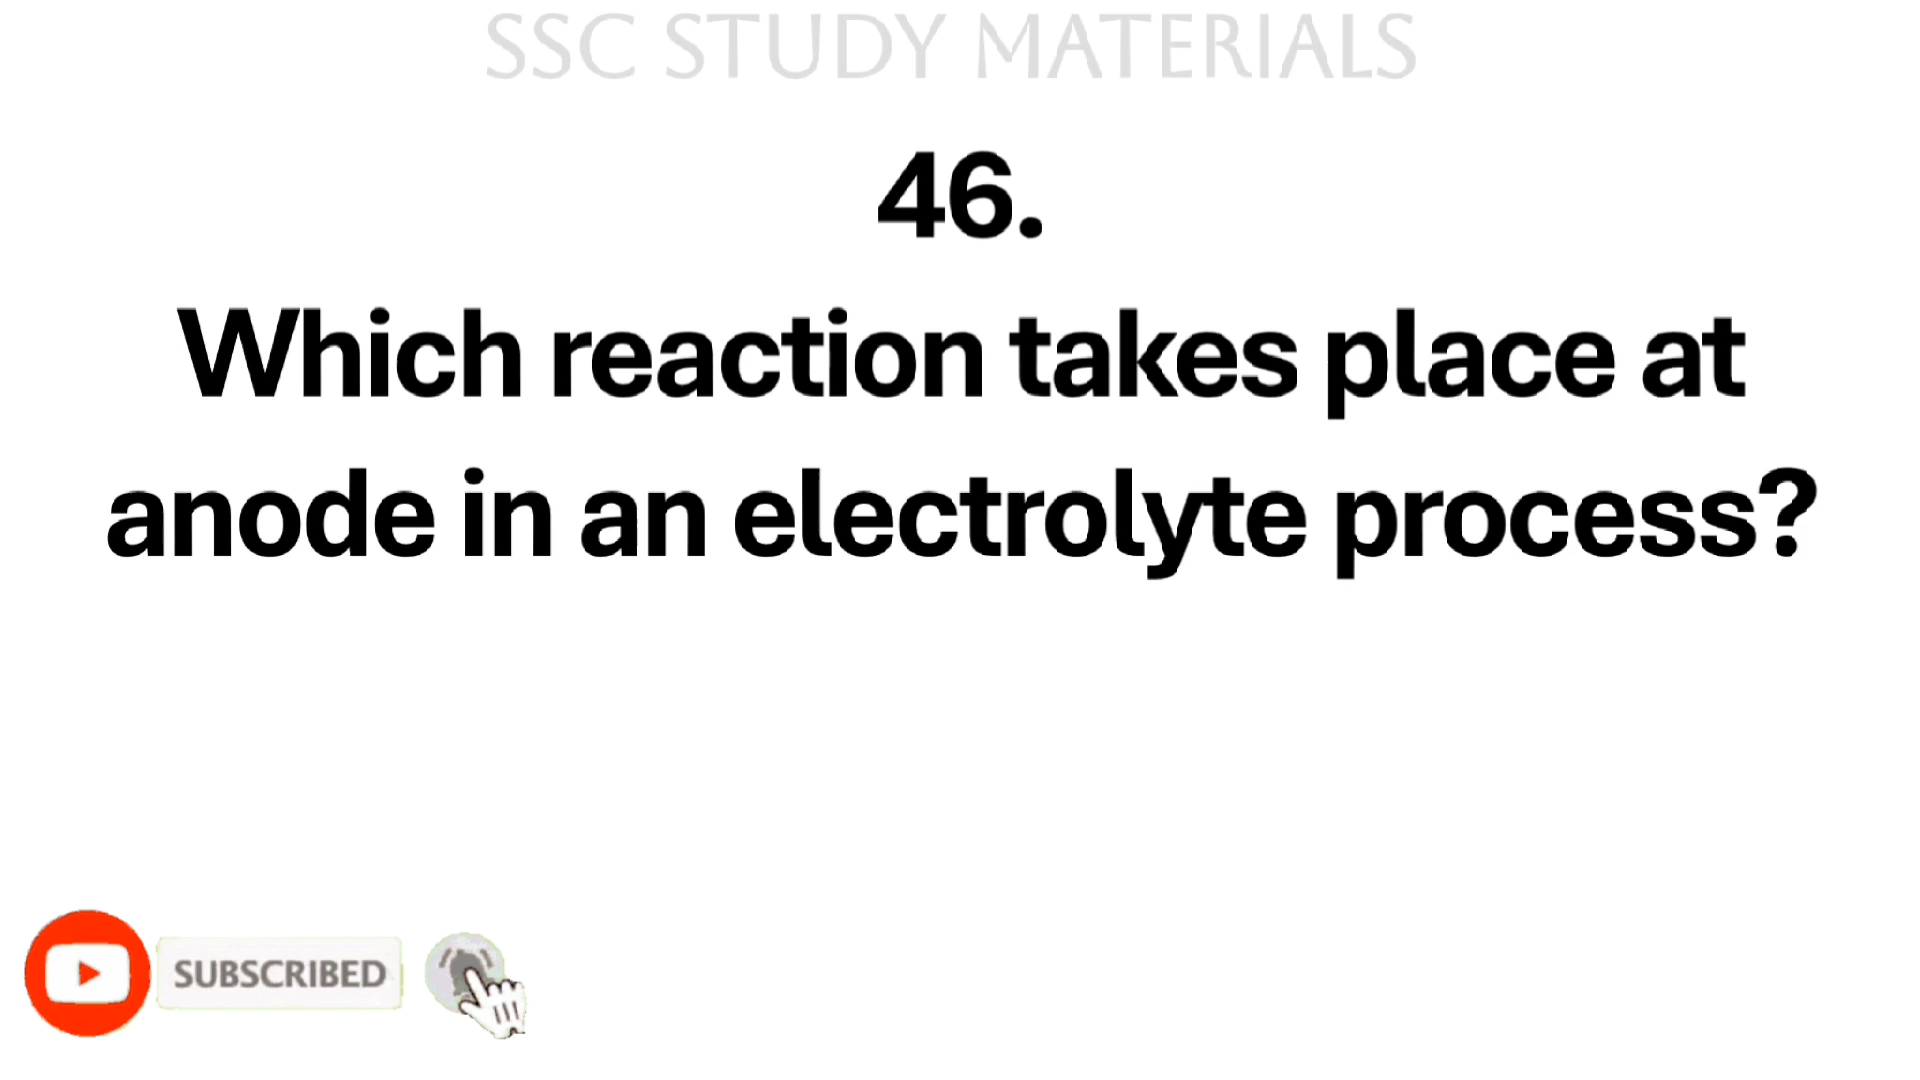 SSC STUDY MATERIALS
46.
Which reaction takes place at
anode in an electrolyte process?
SUBSCRIBED